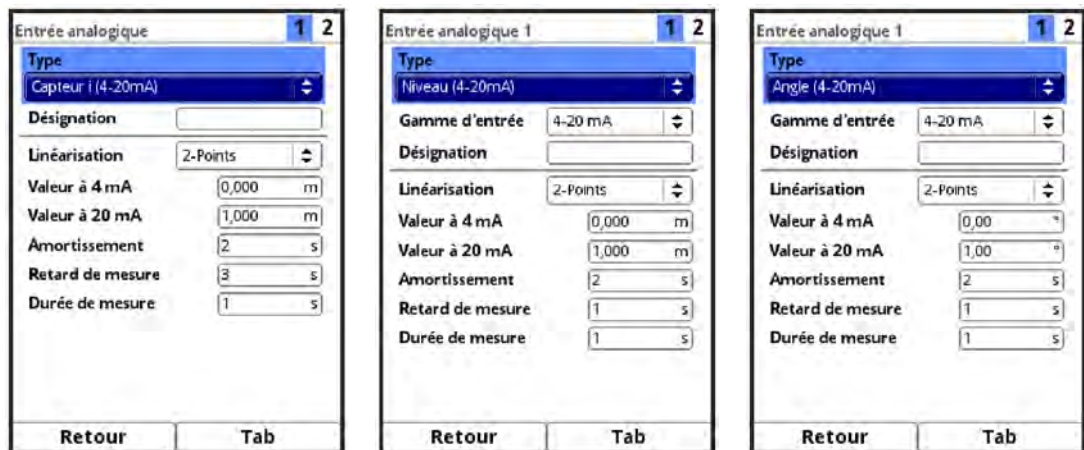 Entrée analogique 1 2
Type
Capteur i (4-20mA)
Désignation
Linéarisation 2-Points
Valeur à 4 mA 0,000 m
Valeur à 20 mA 1,000 m
Amortissement 2 s
Retard de mesure 3 s
Durée de mesure 1 s
Retour Tab
Entrée analogique 1 1 2
Type
Niveau (4-20mA)
Gamme d'entrée 4-20 mA
Désignation
Linéarisation 2-Points
Valeur à 4 mA 0,000 m
Valeur à 20 mA 1,000 m
Amortissement 2 s
Retard de mesure 1 s
Durée de mesure 1 s
Retour Tab
Entrée analogique 1 1 2
Type
Angle (4-20mA)
Gamme d'entrée 4-20 mA
Désignation
Linéarisation 2-Points
Valeur à 4 mA 0,00 °
Valeur à 20 mA 1,00 °
Amortissement 2 s
Retard de mesure 1 s
Durée de mesure 1 s
Retour Tab